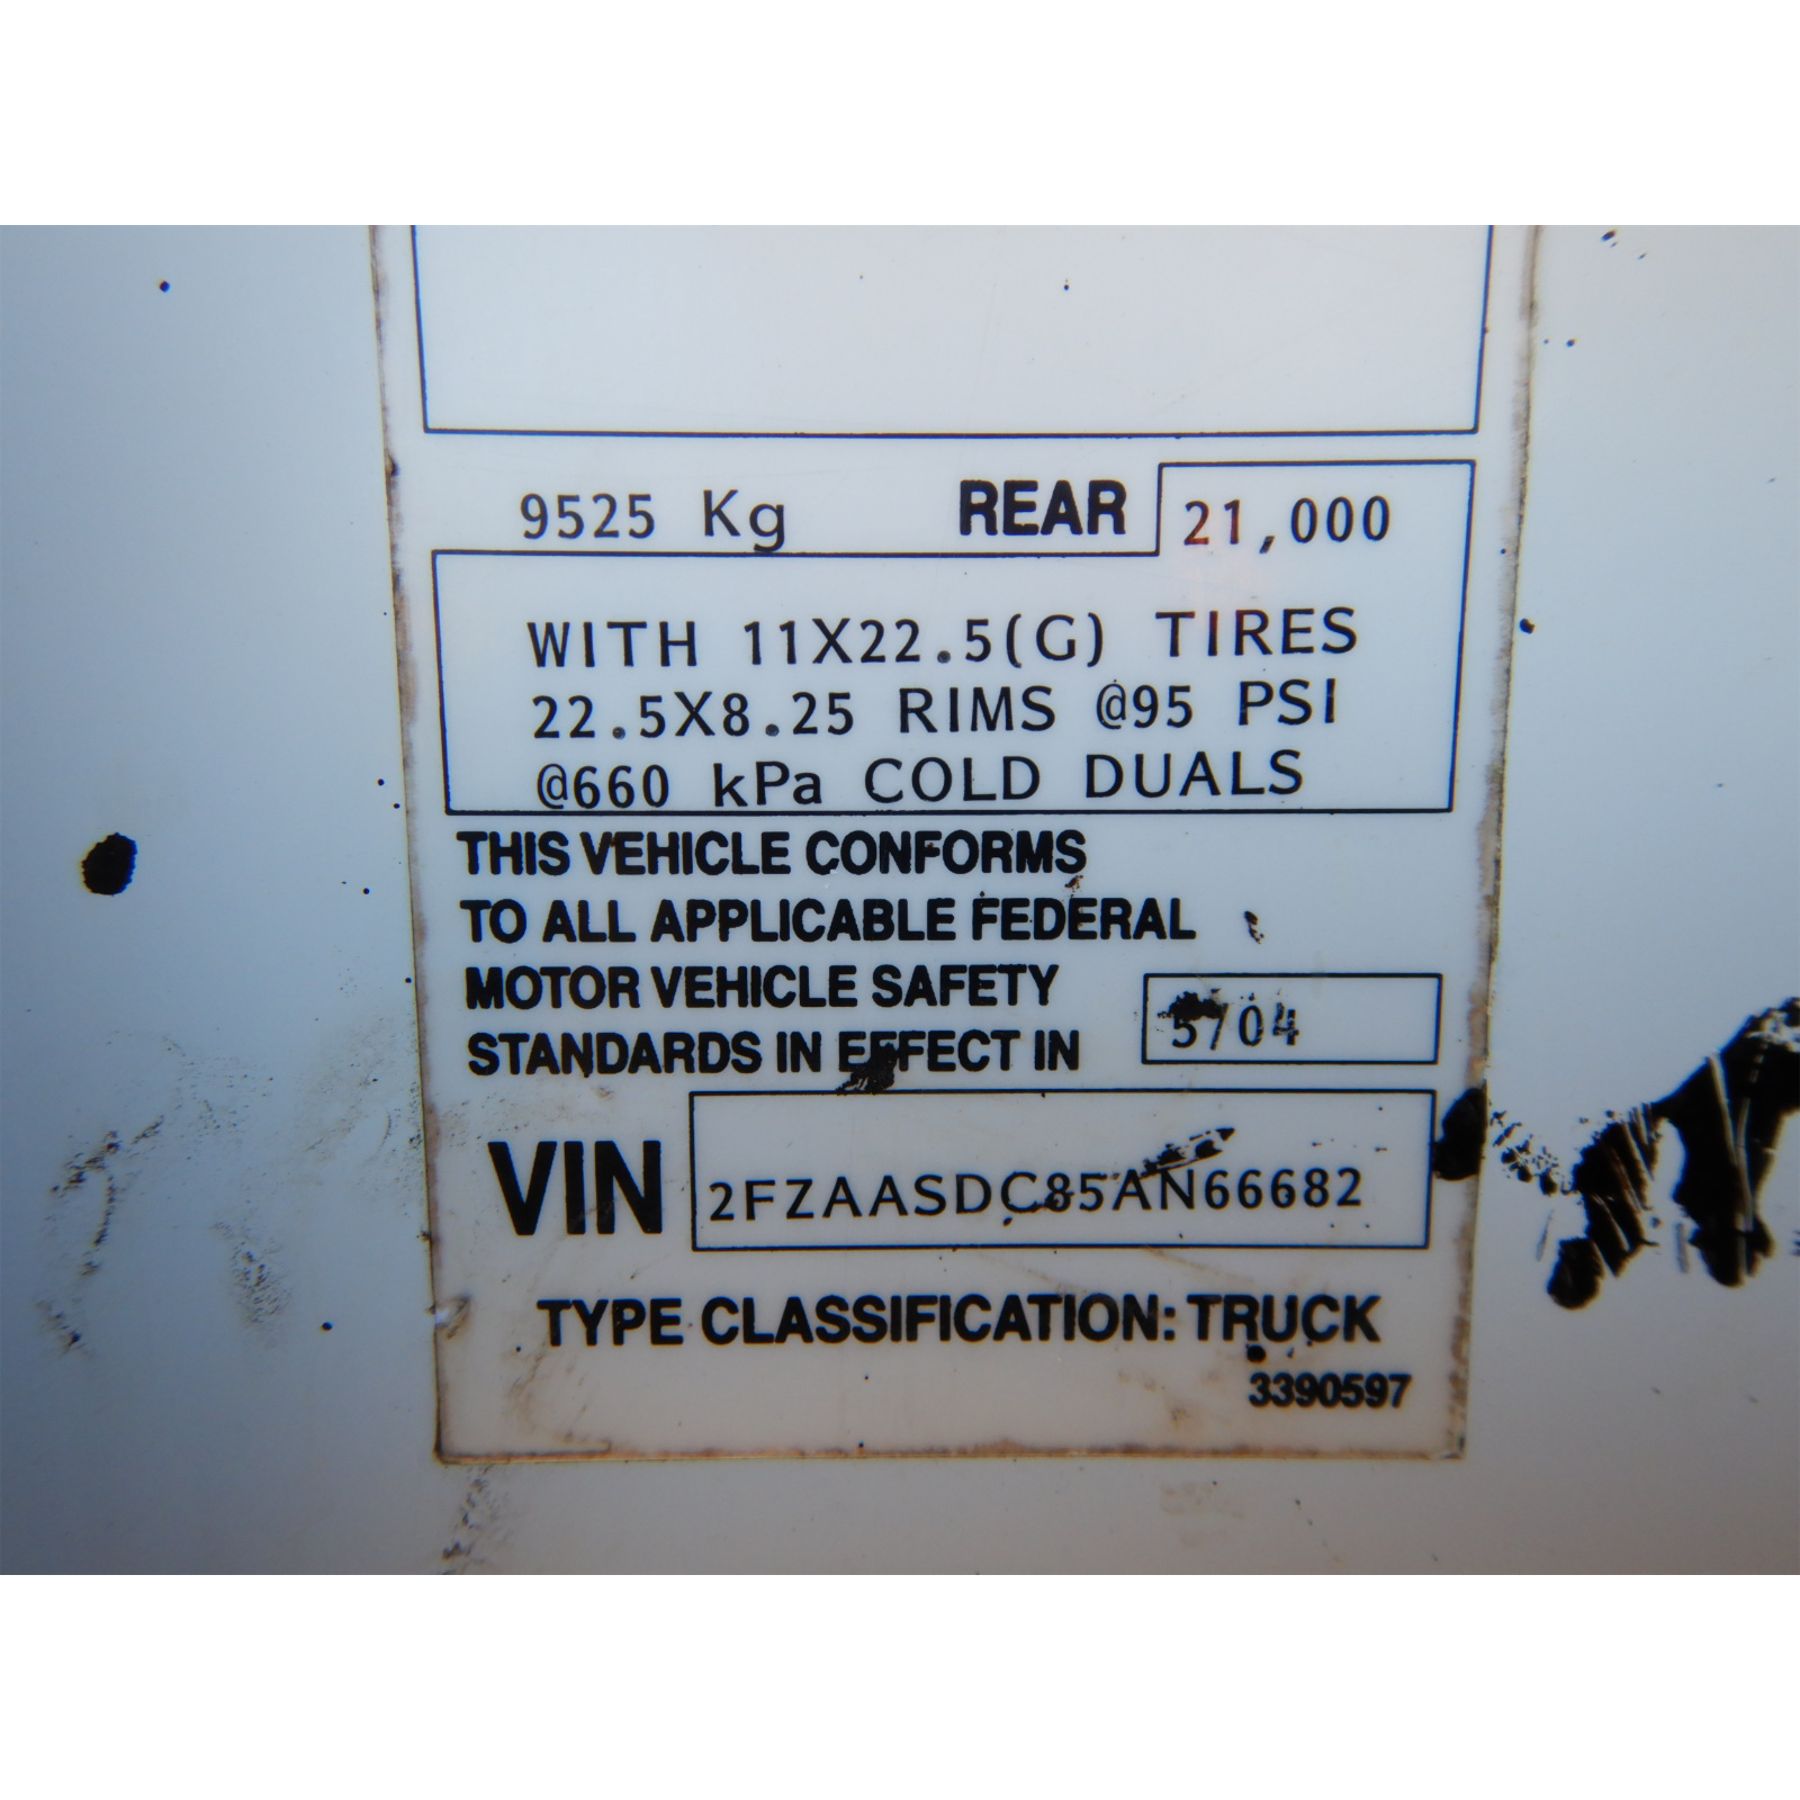 9525 Kg REAR 21,000
WITH 11X22.5(G) TIRES
22.5X8.25 RIMS @95 PSI
@660 kPa COLD DUALS
THIS VEHICLE CONFORMS
TO ALL APPLICABLE FEDERAL
MOTOR VEHICLE SAFETY
STANDARDS IN EFFECT IN 5/04
VIN 2FZAASDC85AN66682
TYPE CLASSIFICATION: TRUCK
3390597